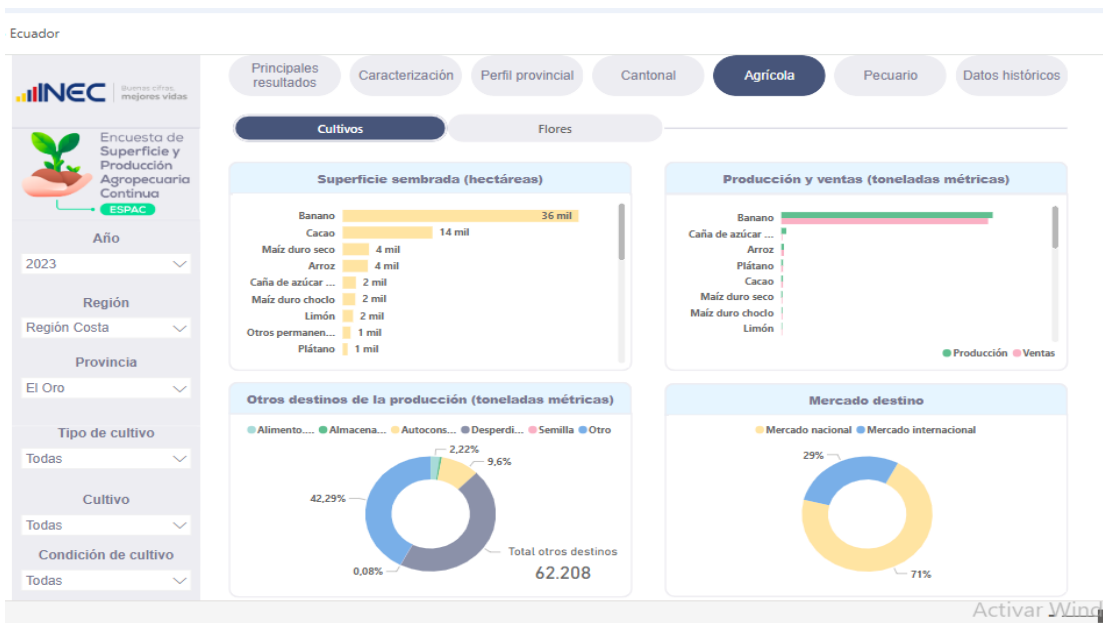 Ecuador
INEC
Buenas cifras,
mejores vidas
Encuesta de
Superficie y
Producción
Agropecuaria
Continua
ESPAC
Año
2023
Región
Región Costa
Provincia
El Oro
Tipo de cultivo
Todas
Cultivo
Todas
Condición de cultivo
Todas
Principales
resultados
Caracterización
Perfil provincial
Cantonal
Agrícola
Pecuario
Datos históricos
Cultivos
Flores
Superficie sembrada (hectáreas)
Banano 36 mil
Cacao 14 mil
Maíz duro seco 4 mil
Arroz 4 mil
Caña de azúcar ... 2 mil
Maíz duro choclo 2 mil
Limón 2 mil
Otros permanen... 1 mil
Plátano 1 mil
Producción y ventas (toneladas métricas)
Banano
Caña de azúcar ...
Arroz
Plátano
Cacao
Maíz duro seco
Maíz duro choclo
Limón
Producción Ventas
Otros destinos de la producción (toneladas métricas)
Alimento.... Almacena... Autocons... Desperdi... Semilla Otro
2,22%
9,6%
42,29%
0,08%
Total otros destinos
62.208
Mercado destino
Mercado nacional Mercado internacional
29%
71%
Activar Wind